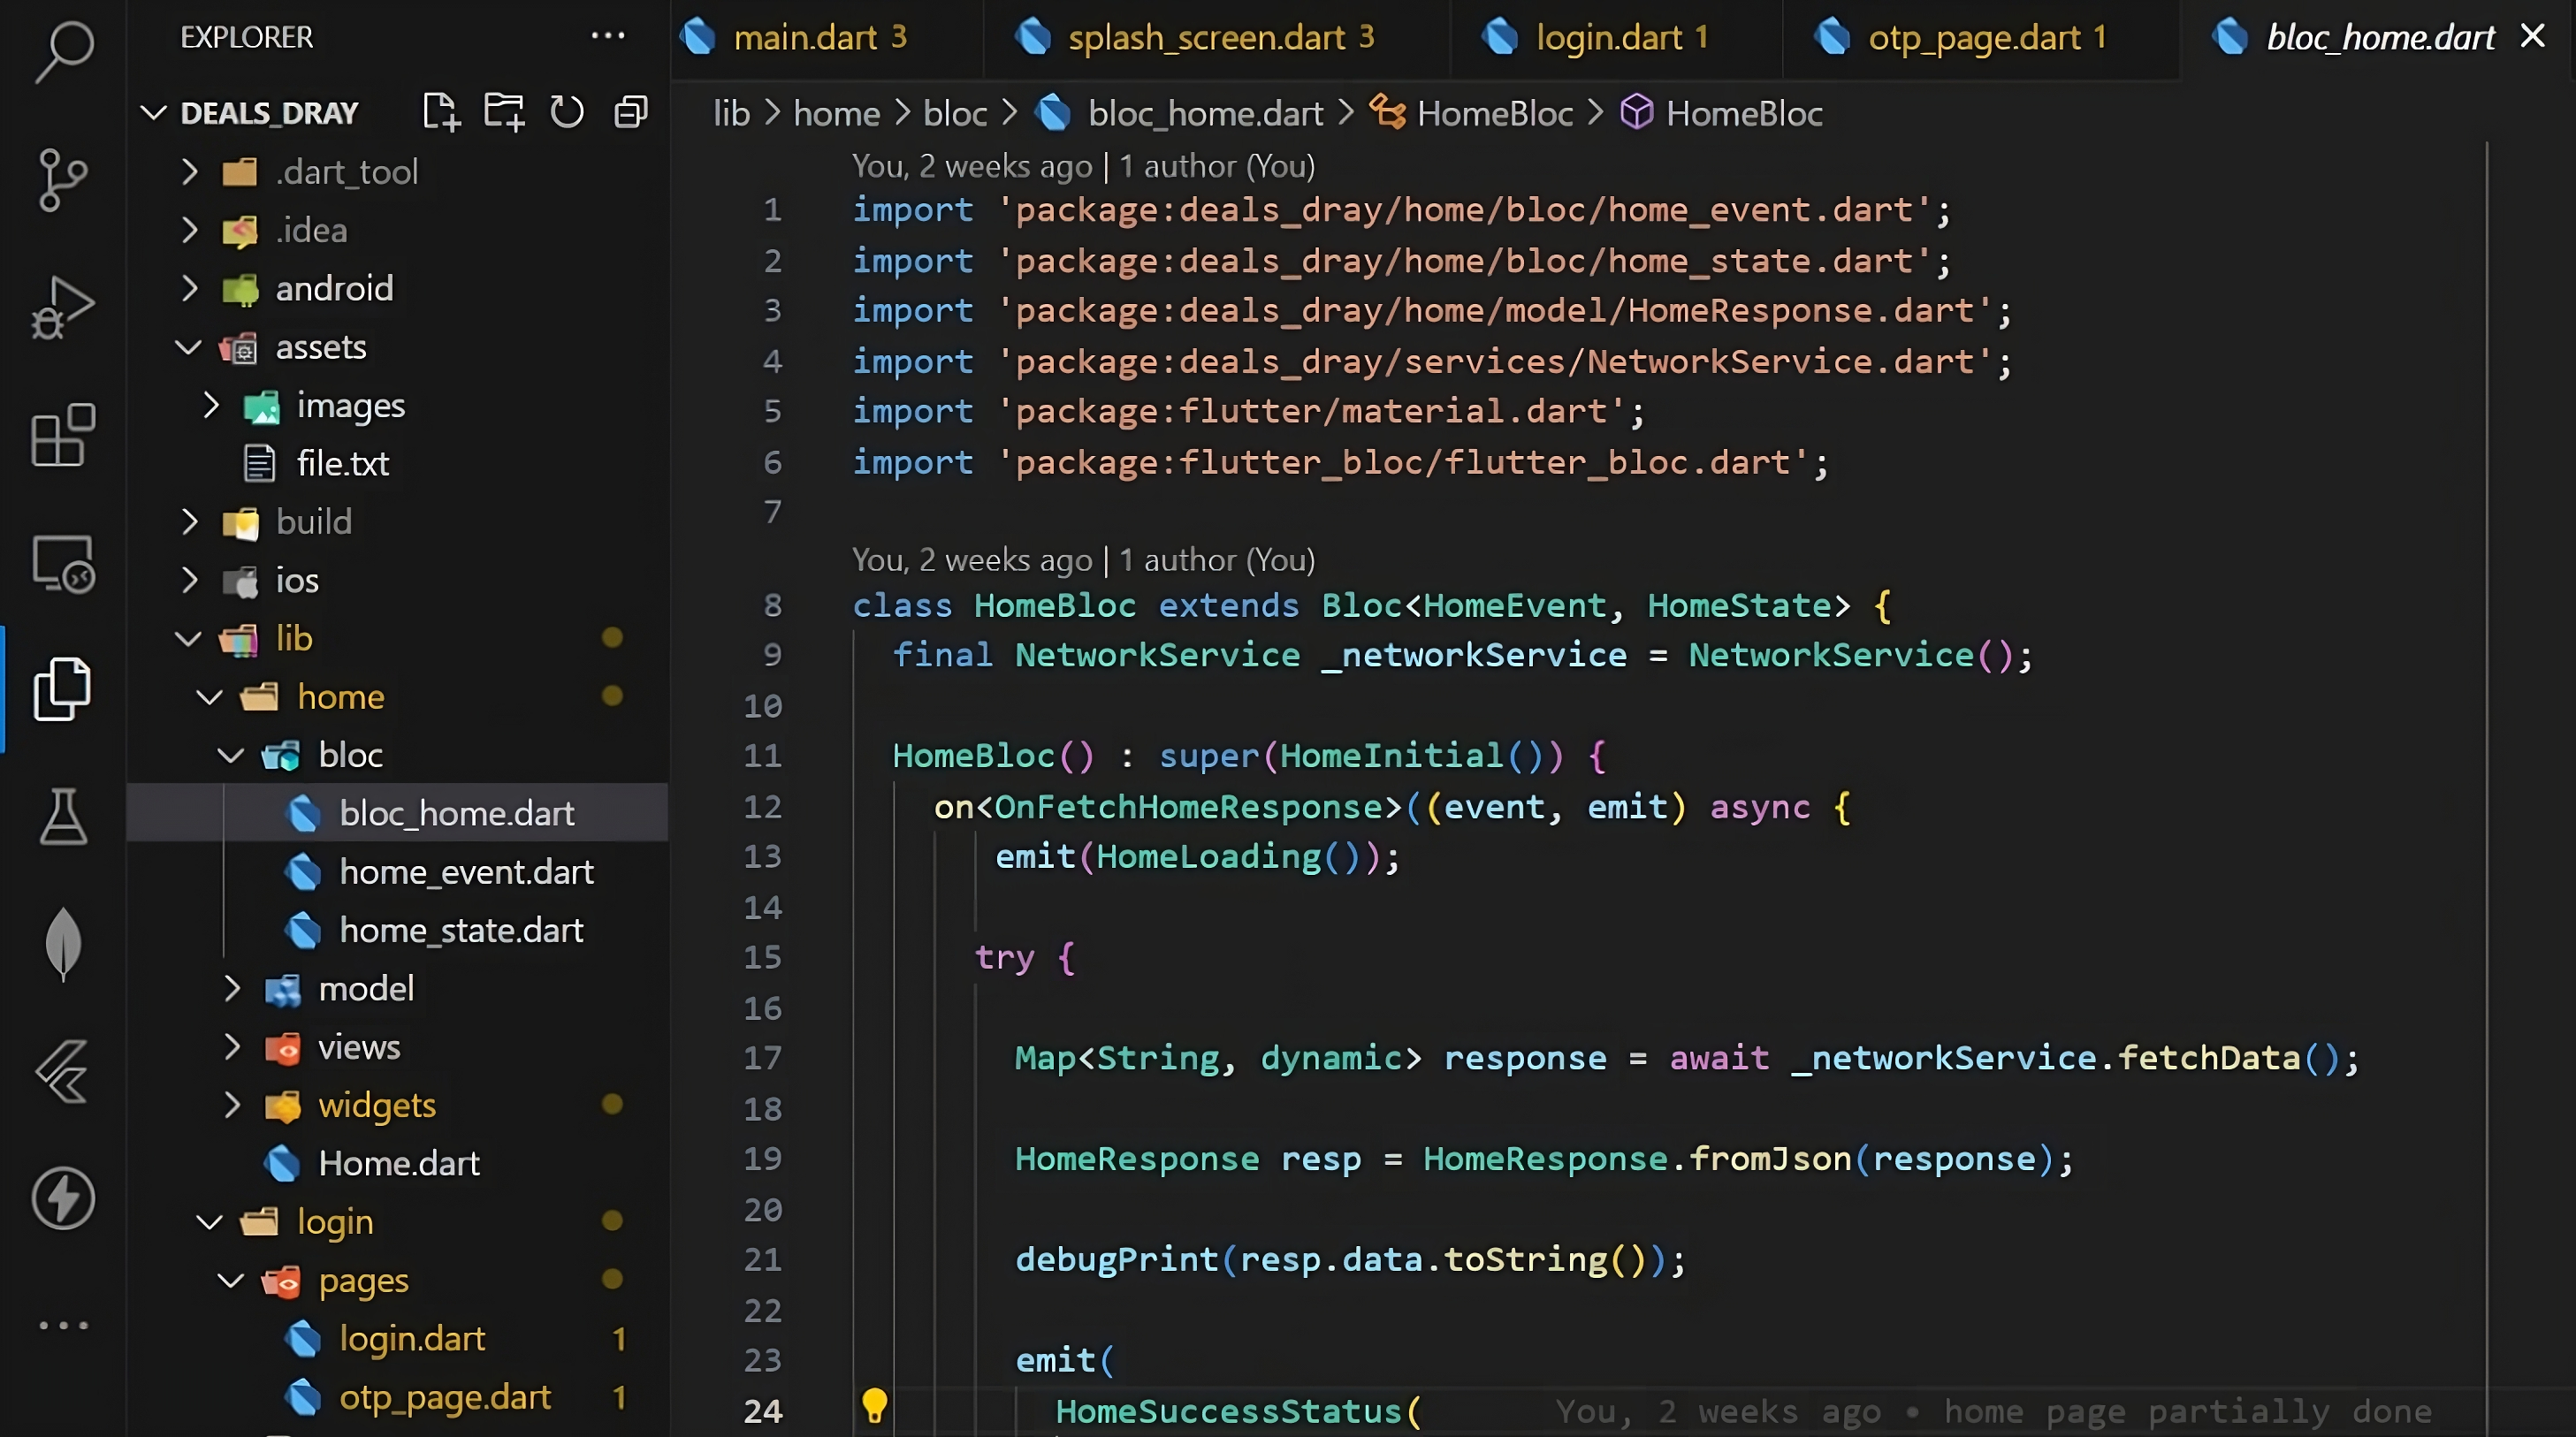 EXPLORER
DEALS_DRAY
.dart_tool
.idea
android
assets
images
file.txt
build
ios
lib
home
bloc
bloc_home.dart
home_event.dart
home_state.dart
model
views
widgets
Home.dart
login
pages
login.dart 1
otp_page.dart 1
main.dart 3 splash_screen.dart 3 login.dart 1 otp_page.dart 1 bloc_home.dart
lib > home > bloc > bloc_home.dart > HomeBloc > HomeBloc
You, 2 weeks ago | 1 author (You)
1 import 'package:deals_dray/home/bloc/home_event.dart';
2 import 'package:deals_dray/home/bloc/home_state.dart';
3 import 'package:deals_dray/home/model/HomeResponse.dart';
4 import 'package:deals_dray/services/NetworkService.dart';
5 import 'package:flutter/material.dart';
6 import 'package:flutter_bloc/flutter_bloc.dart';
7
You, 2 weeks ago | 1 author (You)
8 class HomeBloc extends Bloc<HomeEvent, HomeState> {
9 final NetworkService _networkService = NetworkService();
10
11 HomeBloc() : super(HomeInitial()) {
12 on<OnFetchHomeResponse>((event, emit) async {
13 emit(HomeLoading());
14
15 try {
16
17 Map<String, dynamic> response = await _networkService.fetchData();
18
19 HomeResponse resp = HomeResponse.fromJson(response);
20
21 debugPrint(resp.data.toString());
22
23 emit(
24 HomeSuccessStatus( You, 2 weeks ago • home page partially done